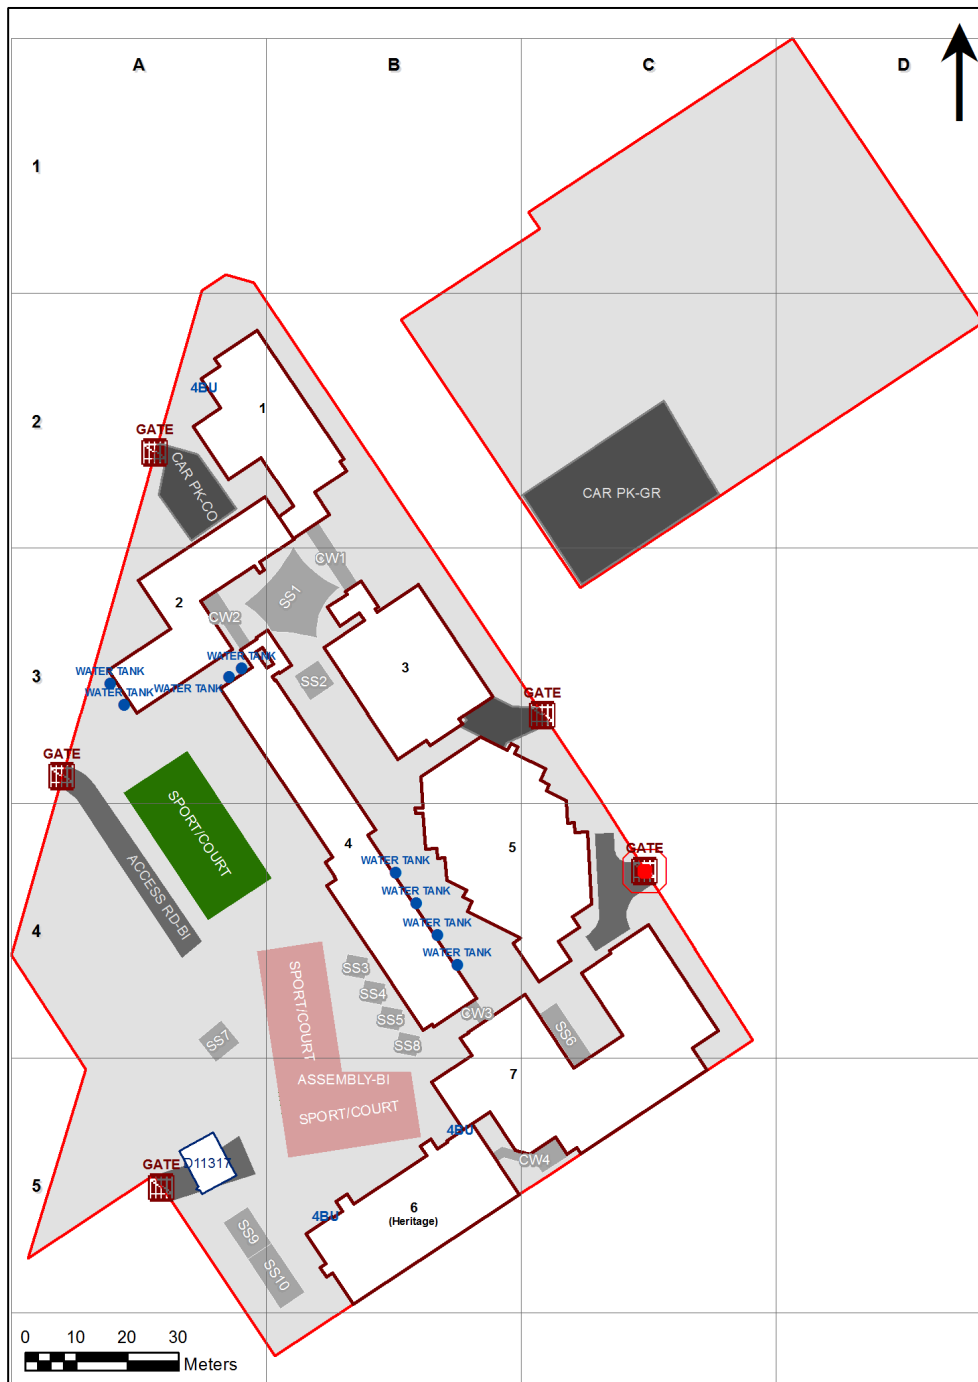 A
B
C
D
1
4BU
1
2
GATE
CAR PK-CO
CAR PK-GR
CW1
SS1
2
CW2
WATER TANK
3
3
WATER TANK
WATER TANK
WATER TANK
SS2
GATE
GATE
SPORT/COURT
4
5
WATER TANK
GATE
ACCESS RD-BI
WATER TANK
4
WATER TANK
WATER TANK
SS3
SPORT/COURT
SS4
SS5
CW3
SS6
SS7
SS8
7
ASSEMBLY-BI
SPORT/COURT
4BU
D11317
GATE
CW4
5
6
(Heritage)
4BU
SS9
SS10
0 10 20 30
Meters